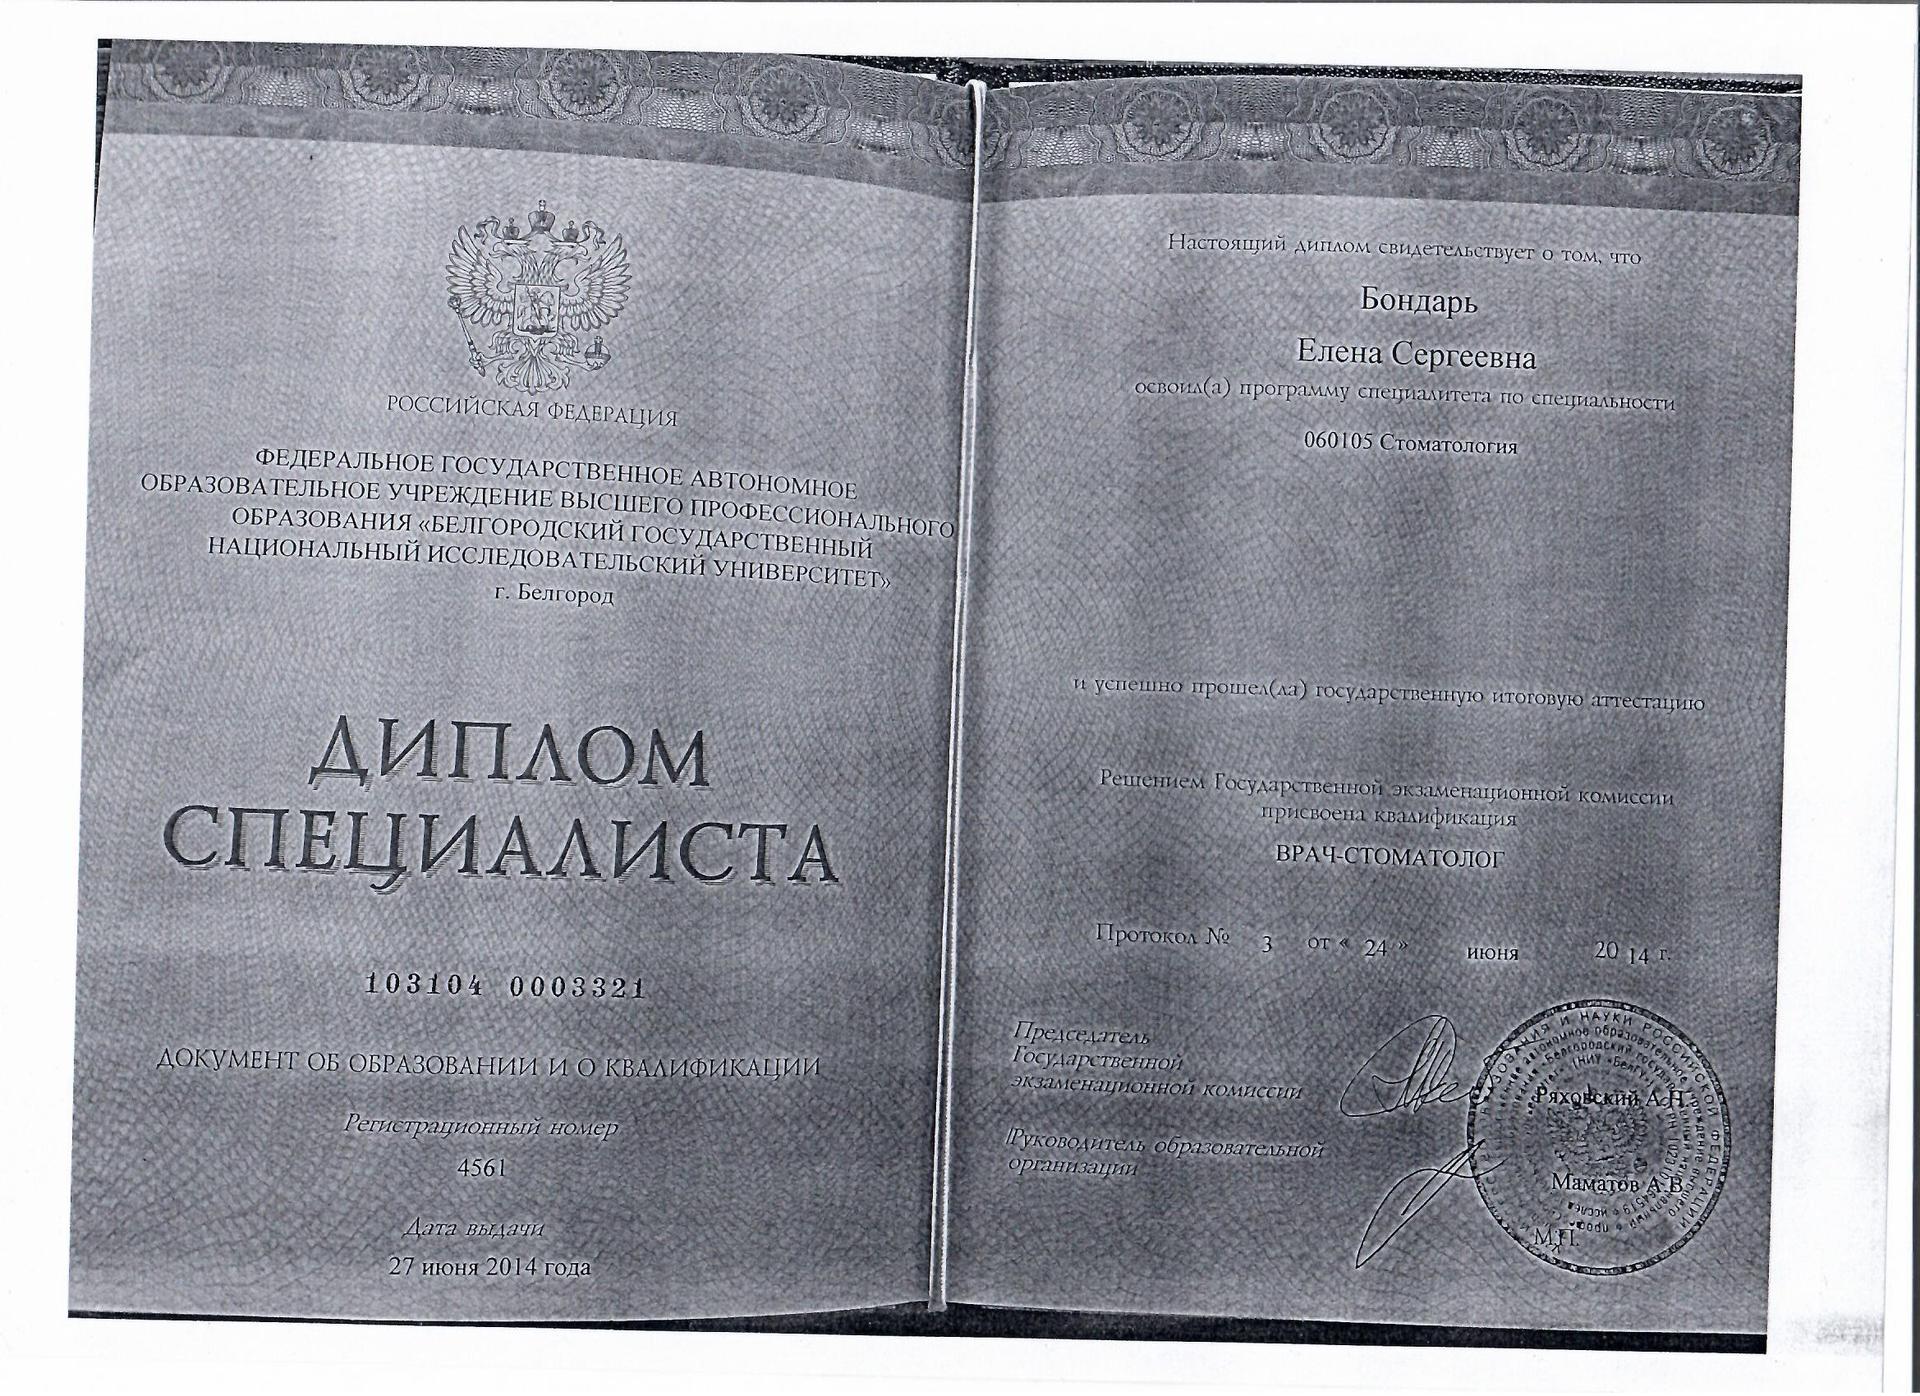 РОССИЙСКАЯ ФЕДЕРАЦИЯ
ФЕДЕРАЛЬНОЕ ГОСУДАРСТВЕННОЕ АВТОНОМНОЕ
ОБРАЗОВАТЕЛЬНОЕ УЧРЕЖДЕНИЕ ВЫСШЕГО ПРОФЕССИОНАЛЬНОГО
ОБРАЗОВАНИЯ «БЕЛГОРОДСКИЙ ГОСУДАРСТВЕННЫЙ
НАЦИОНАЛЬНЫЙ ИССЛЕДОВАТЕЛЬСКИЙ УНИВЕРСИТЕТ»
г. Белгород
ДИПЛОМ
СПЕЦИАЛИСТА
103104 0003321
ДОКУМЕНТ ОБ ОБРАЗОВАНИИ И О КВАЛИФИКАЦИИ
Регистрационный номер
4561
Дата выдачи
27 июня 2014 года
Настоящий диплом свидетельствует о том, что
Бондарь
Елена Сергеевна
освоил(а) программу специалитета по специальности
060105 Стоматология
и успешно прошел(ла) государственную итоговую аттестацию
Решением Государственной экзаменационной комиссии
присвоена квалификация
ВРАЧ-СТОМАТОЛОГ
Протокол № 3 от « 24 » июня 20 14 г.
Председатель
Государственной
экзаменационной комиссии
Ряховский А.Н.
Руководитель образовательной
организации
Маматов А.В.
М.П.